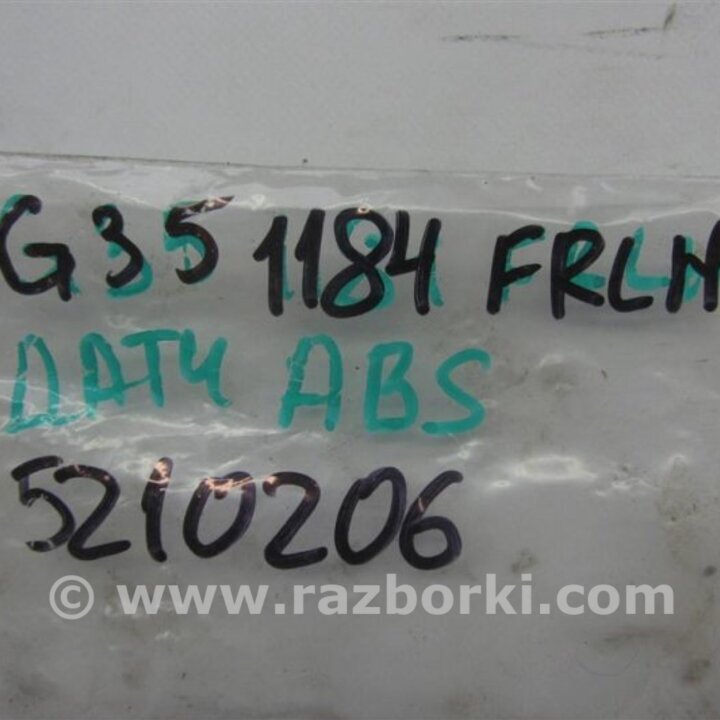 G35 1184 FRLH
ДАТЧ ABS
5210206
© www.razborki.com